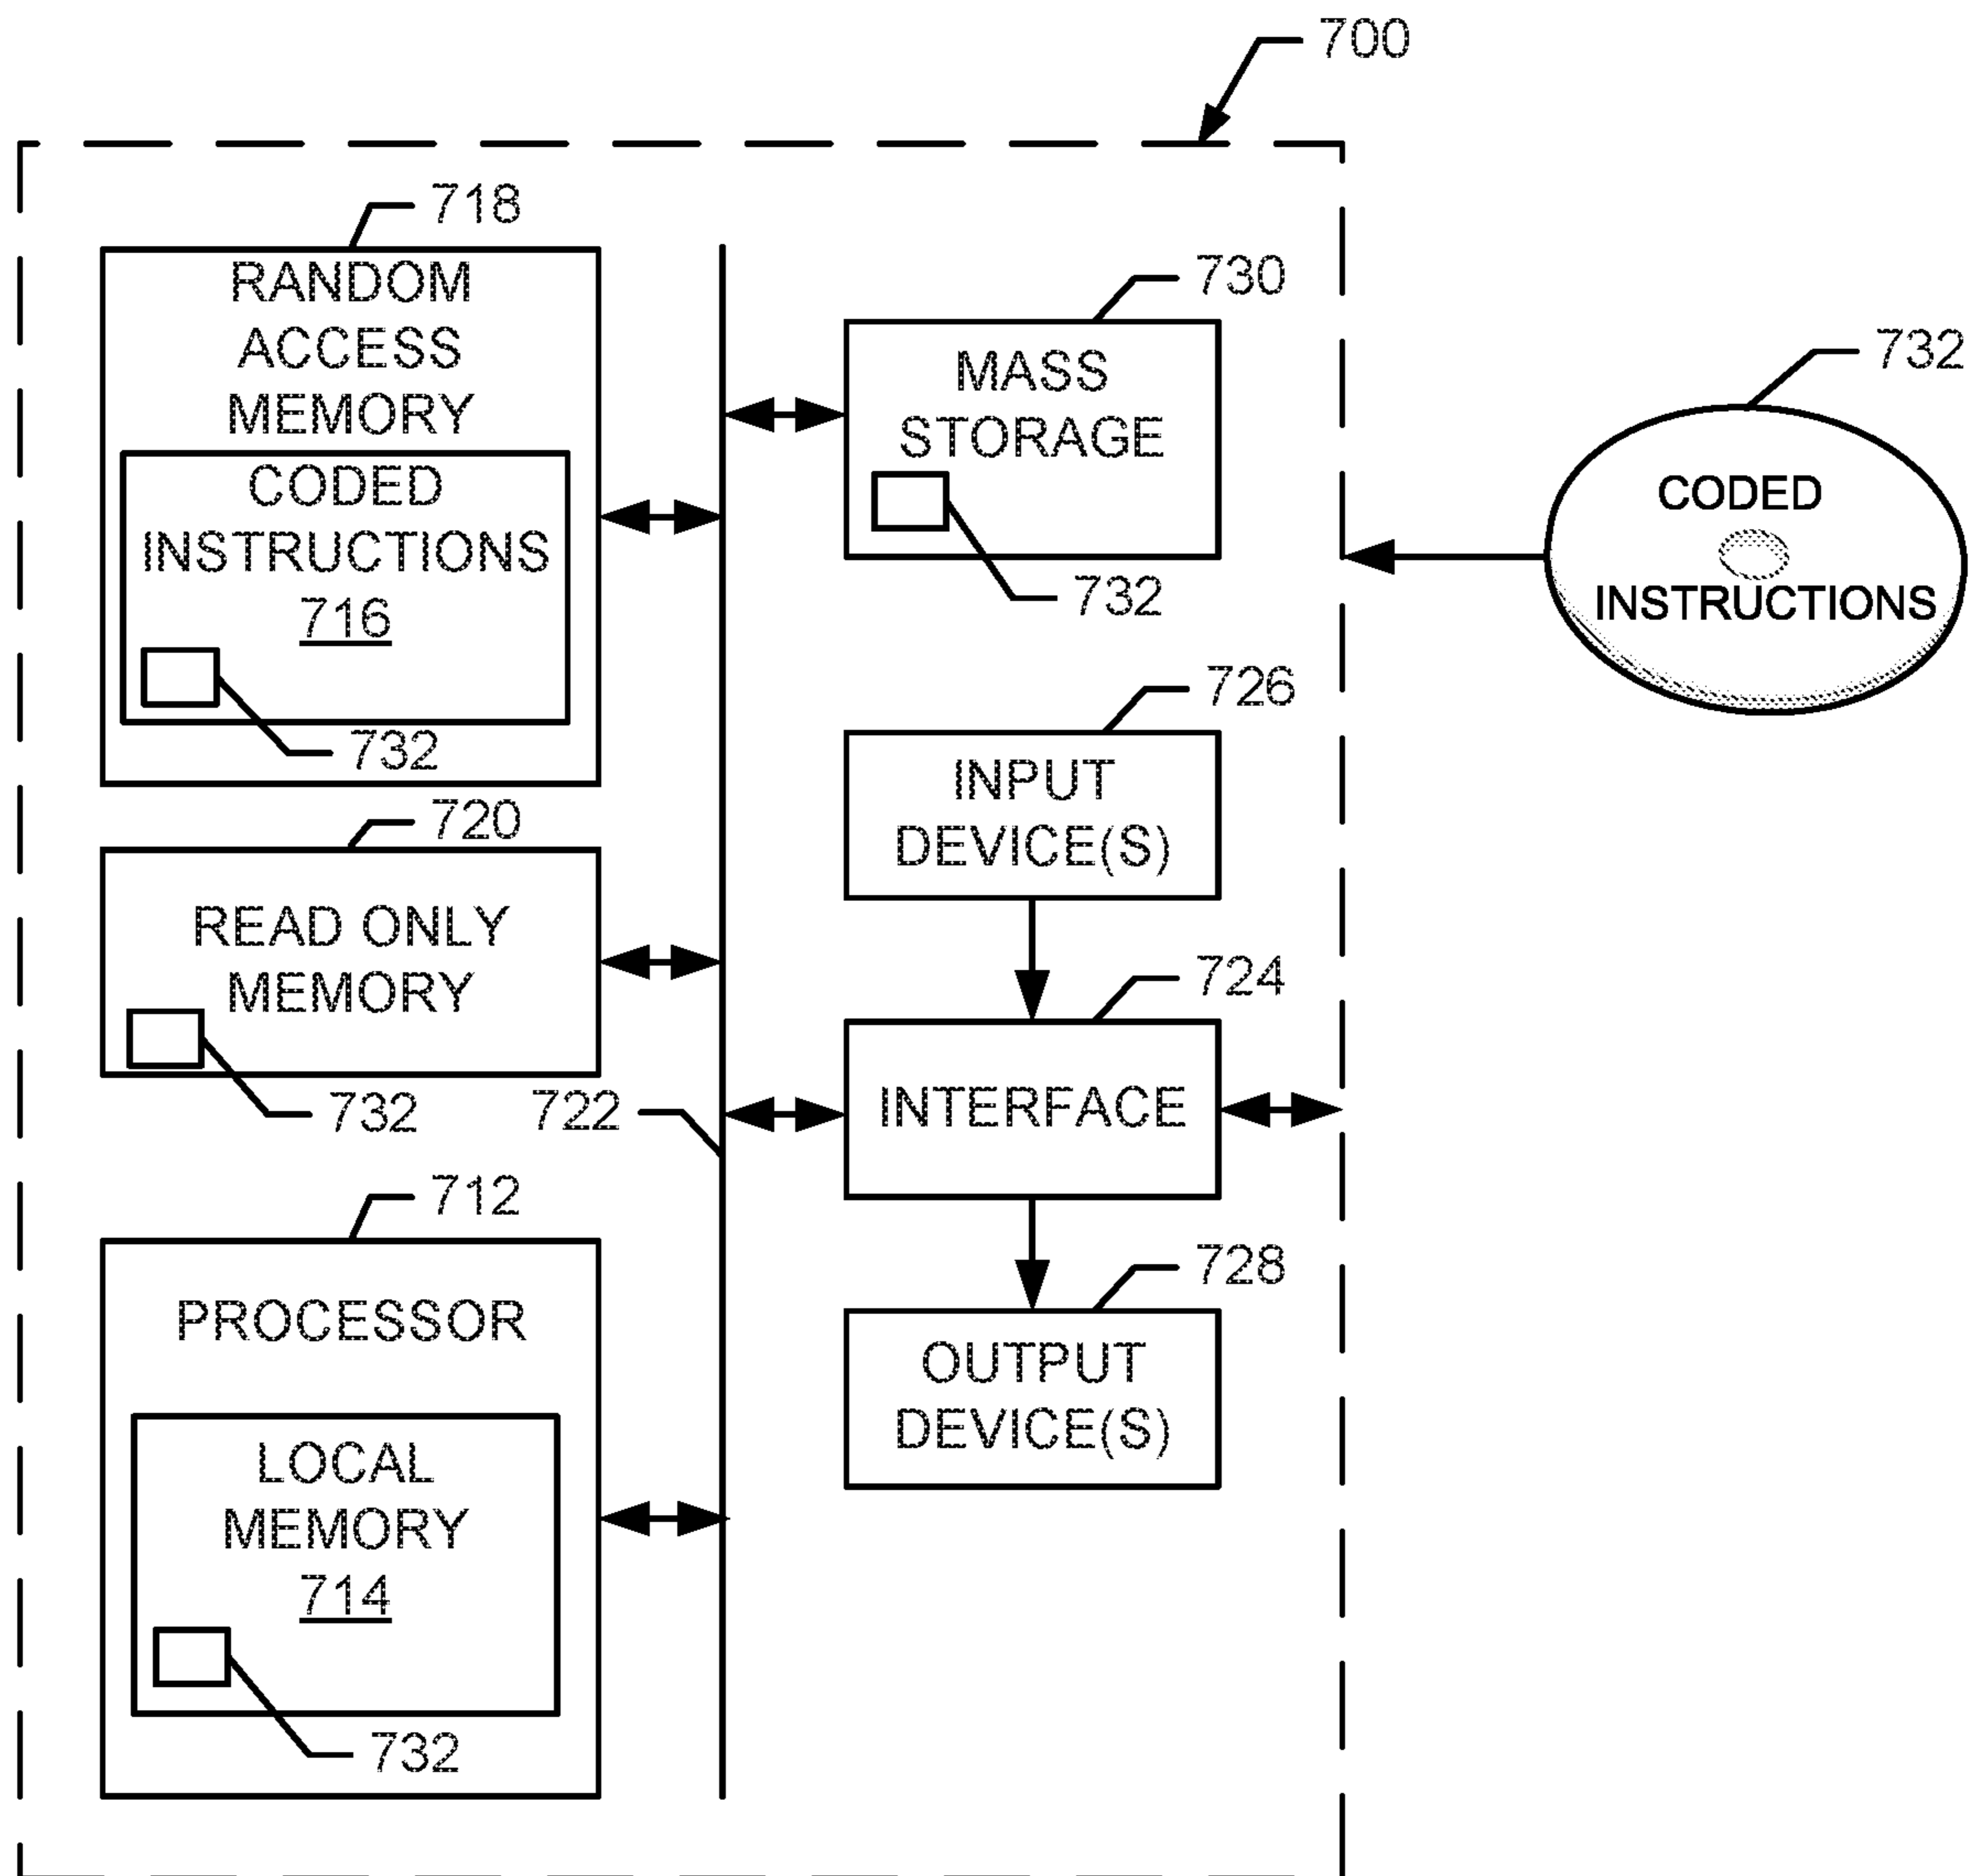 700
718
RANDOM
ACCESS
MEMORY
CODED
INSTRUCTIONS
716
732
720
READ ONLY
MEMORY
732
722
712
PROCESSOR
LOCAL
MEMORY
714
732
730
MASS
STORAGE
732
726
INPUT
DEVICE(S)
724
INTERFACE
728
OUTPUT
DEVICE(S)
732
CODED
INSTRUCTIONS